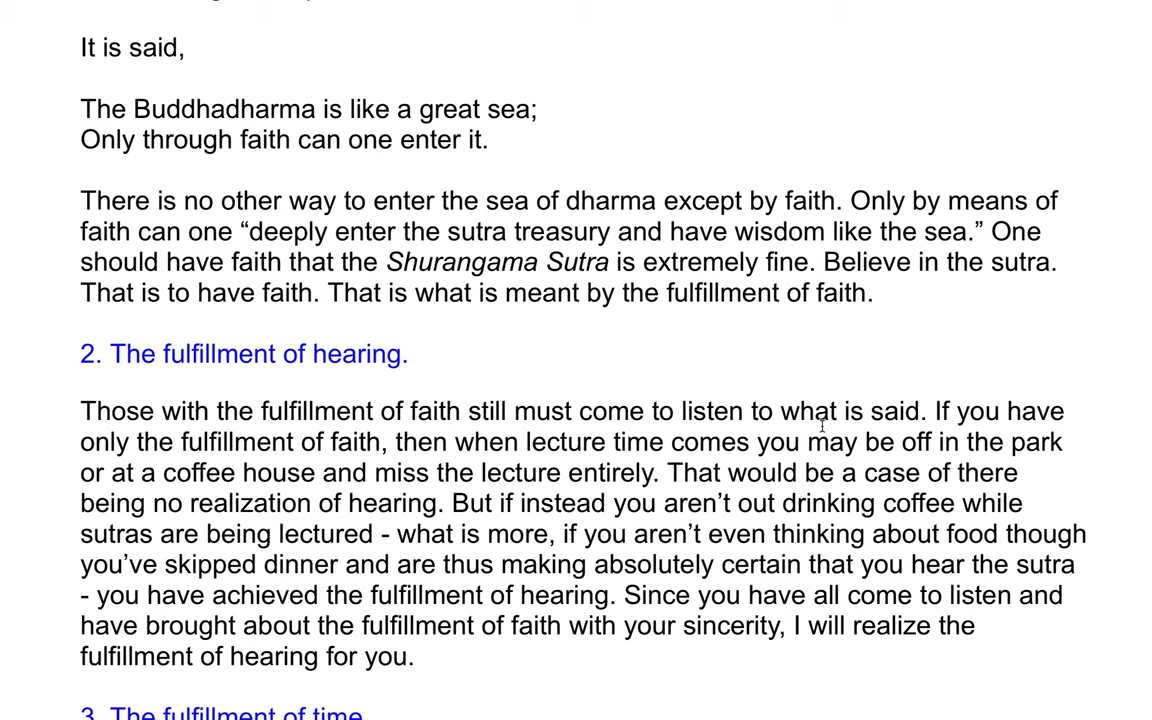 It is said,
The Buddhadharma is like a great sea;
Only through faith can one enter it.
There is no other way to enter the sea of dharma except by faith. Only by means of
faith can one “deeply enter the sutra treasury and have wisdom like the sea.” One
should have faith that the Shurangama Sutra is extremely fine. Believe in the sutra.
That is to have faith. That is what is meant by the fulfillment of faith.
2. The fulfillment of hearing.
Those with the fulfillment of faith still must come to listen to what is said. If you have
only the fulfillment of faith, then when lecture time comes you may be off in the park
or at a coffee house and miss the lecture entirely. That would be a case of there
being no realization of hearing. But if instead you aren’t out drinking coffee while
sutras are being lectured - what is more, if you aren’t even thinking about food though
you’ve skipped dinner and are thus making absolutely certain that you hear the sutra
- you have achieved the fulfillment of hearing. Since you have all come to listen and
have brought about the fulfillment of faith with your sincerity, I will realize the
fulfillment of hearing for you.
3. The fulfillment of time